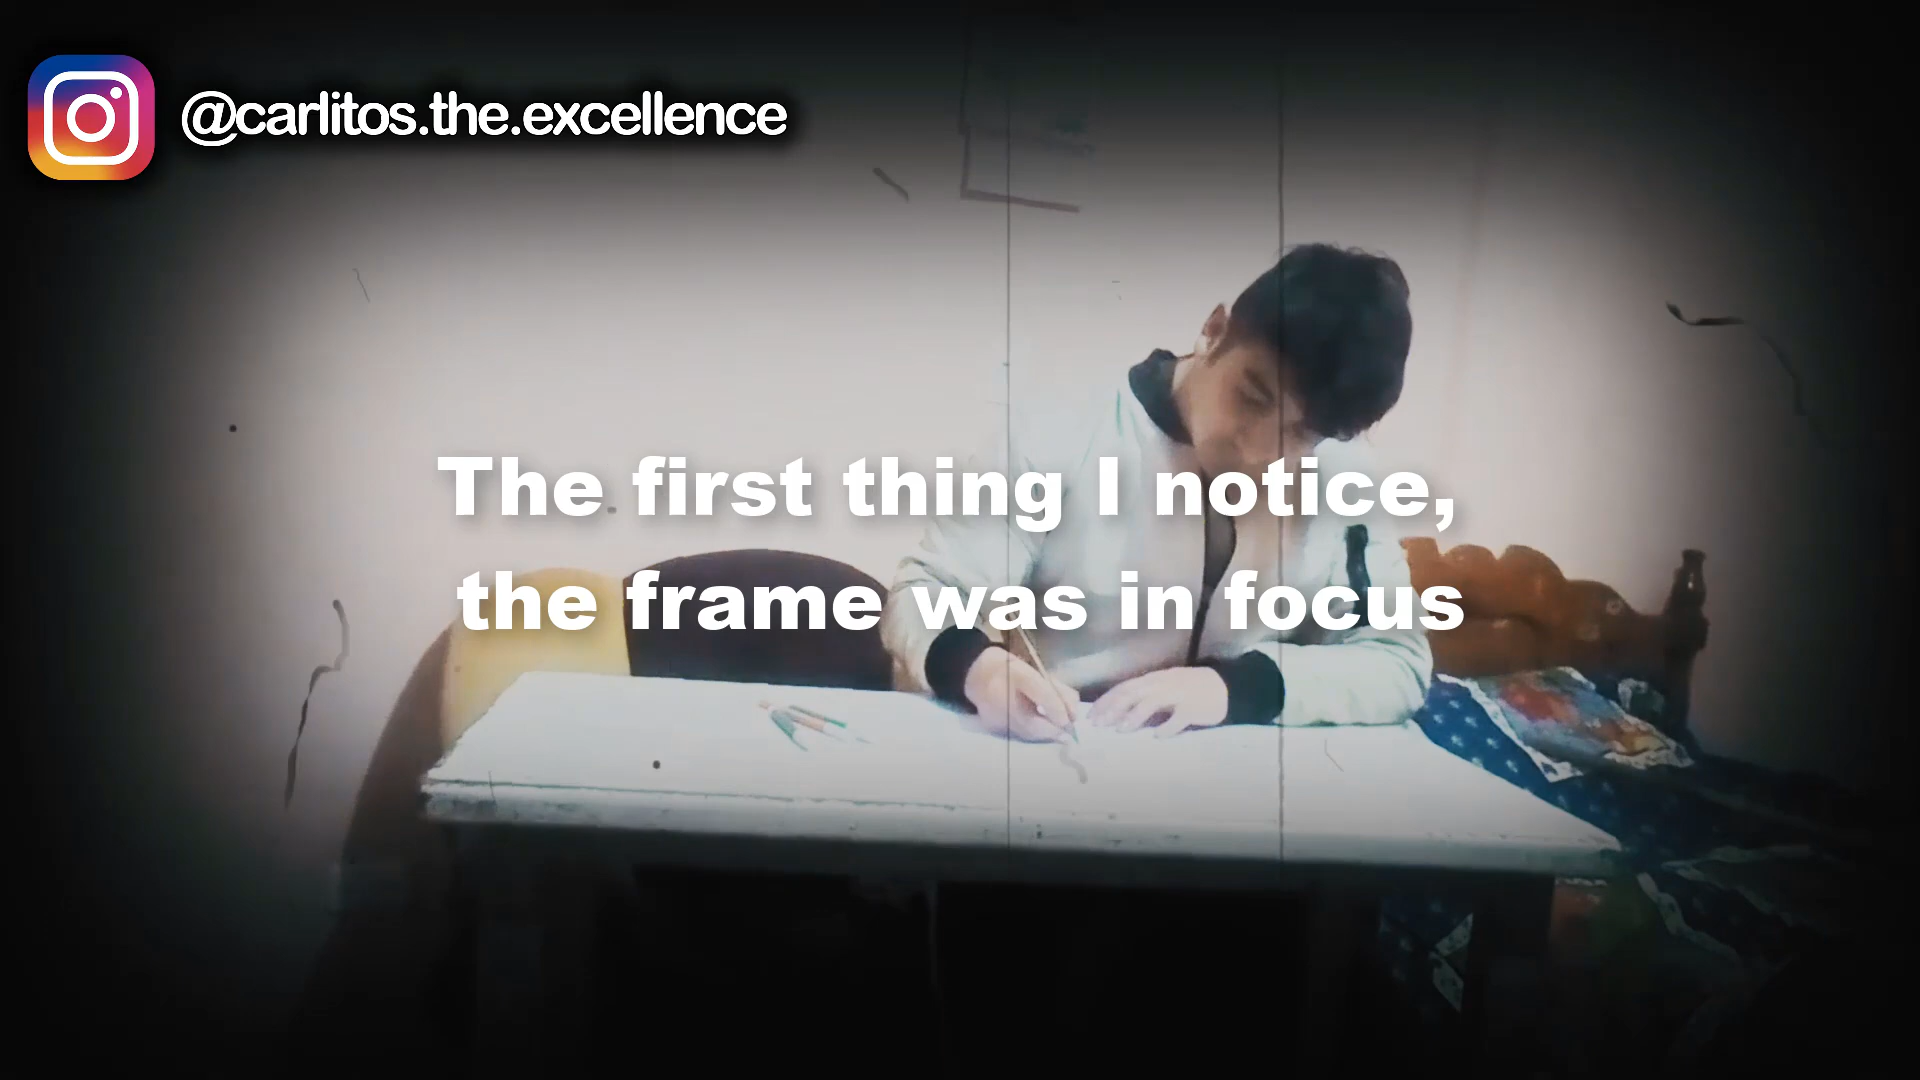 @carlitos.the.excellence
The first thing I notice,
the frame was in focus